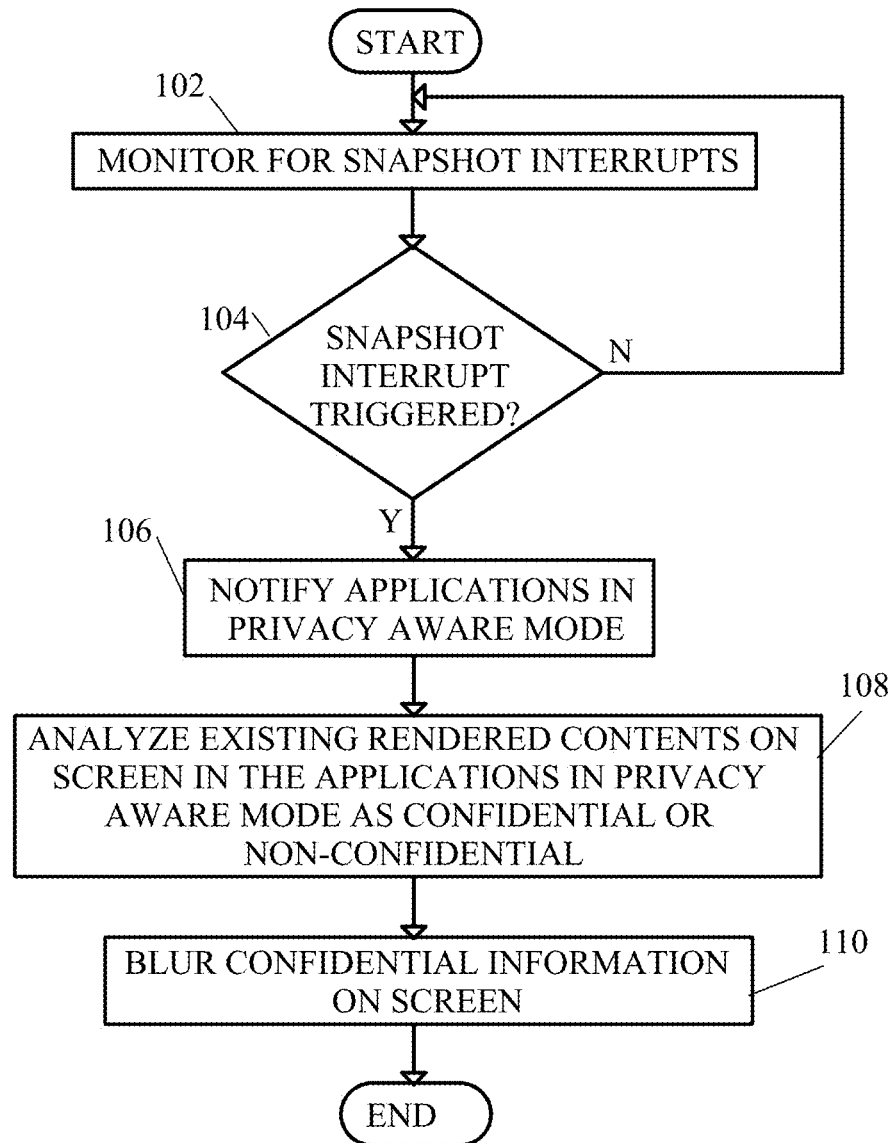 START
102
MONITOR FOR SNAPSHOT INTERRUPTS
104
SNAPSHOT
INTERRUPT
TRIGGERED?
N
Y
106
NOTIFY APPLICATIONS IN
PRIVACY AWARE MODE
108
ANALYZE EXISTING RENDERED CONTENTS ON
SCREEN IN THE APPLICATIONS IN PRIVACY
AWARE MODE AS CONFIDENTIAL OR
NON-CONFIDENTIAL
110
BLUR CONFIDENTIAL INFORMATION
ON SCREEN
END